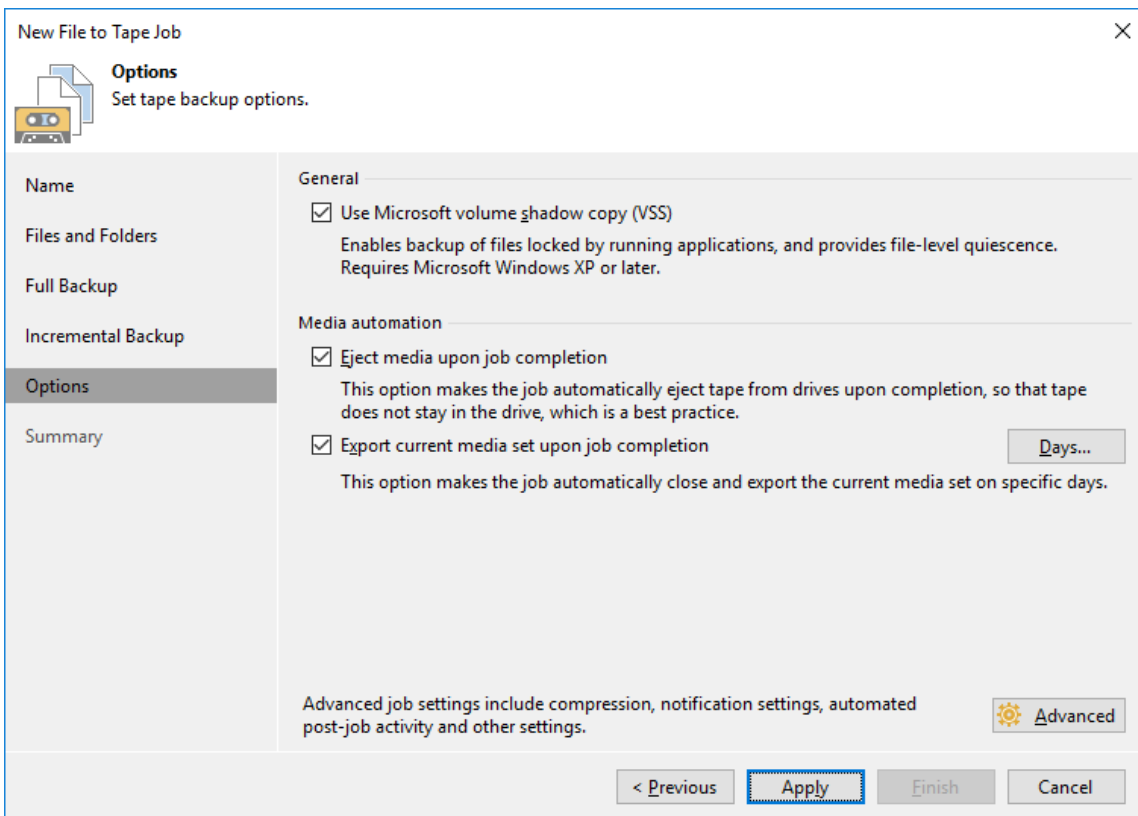 New File to Tape Job
Options
Set tape backup options.
Name
Files and Folders
Full Backup
Incremental Backup
Options
Summary
General
Use Microsoft volume shadow copy (VSS)
Enables backup of files locked by running applications, and provides file-level quiescence.
Requires Microsoft Windows XP or later.
Media automation
Eject media upon job completion
This option makes the job automatically eject tape from drives upon completion, so that tape
does not stay in the drive, which is a best practice.
Export current media set upon job completion
Days...
This option makes the job automatically close and export the current media set on specific days.
Advanced job settings include compression, notification settings, automated
post-job activity and other settings.
Advanced
< Previous
Apply
Finish
Cancel